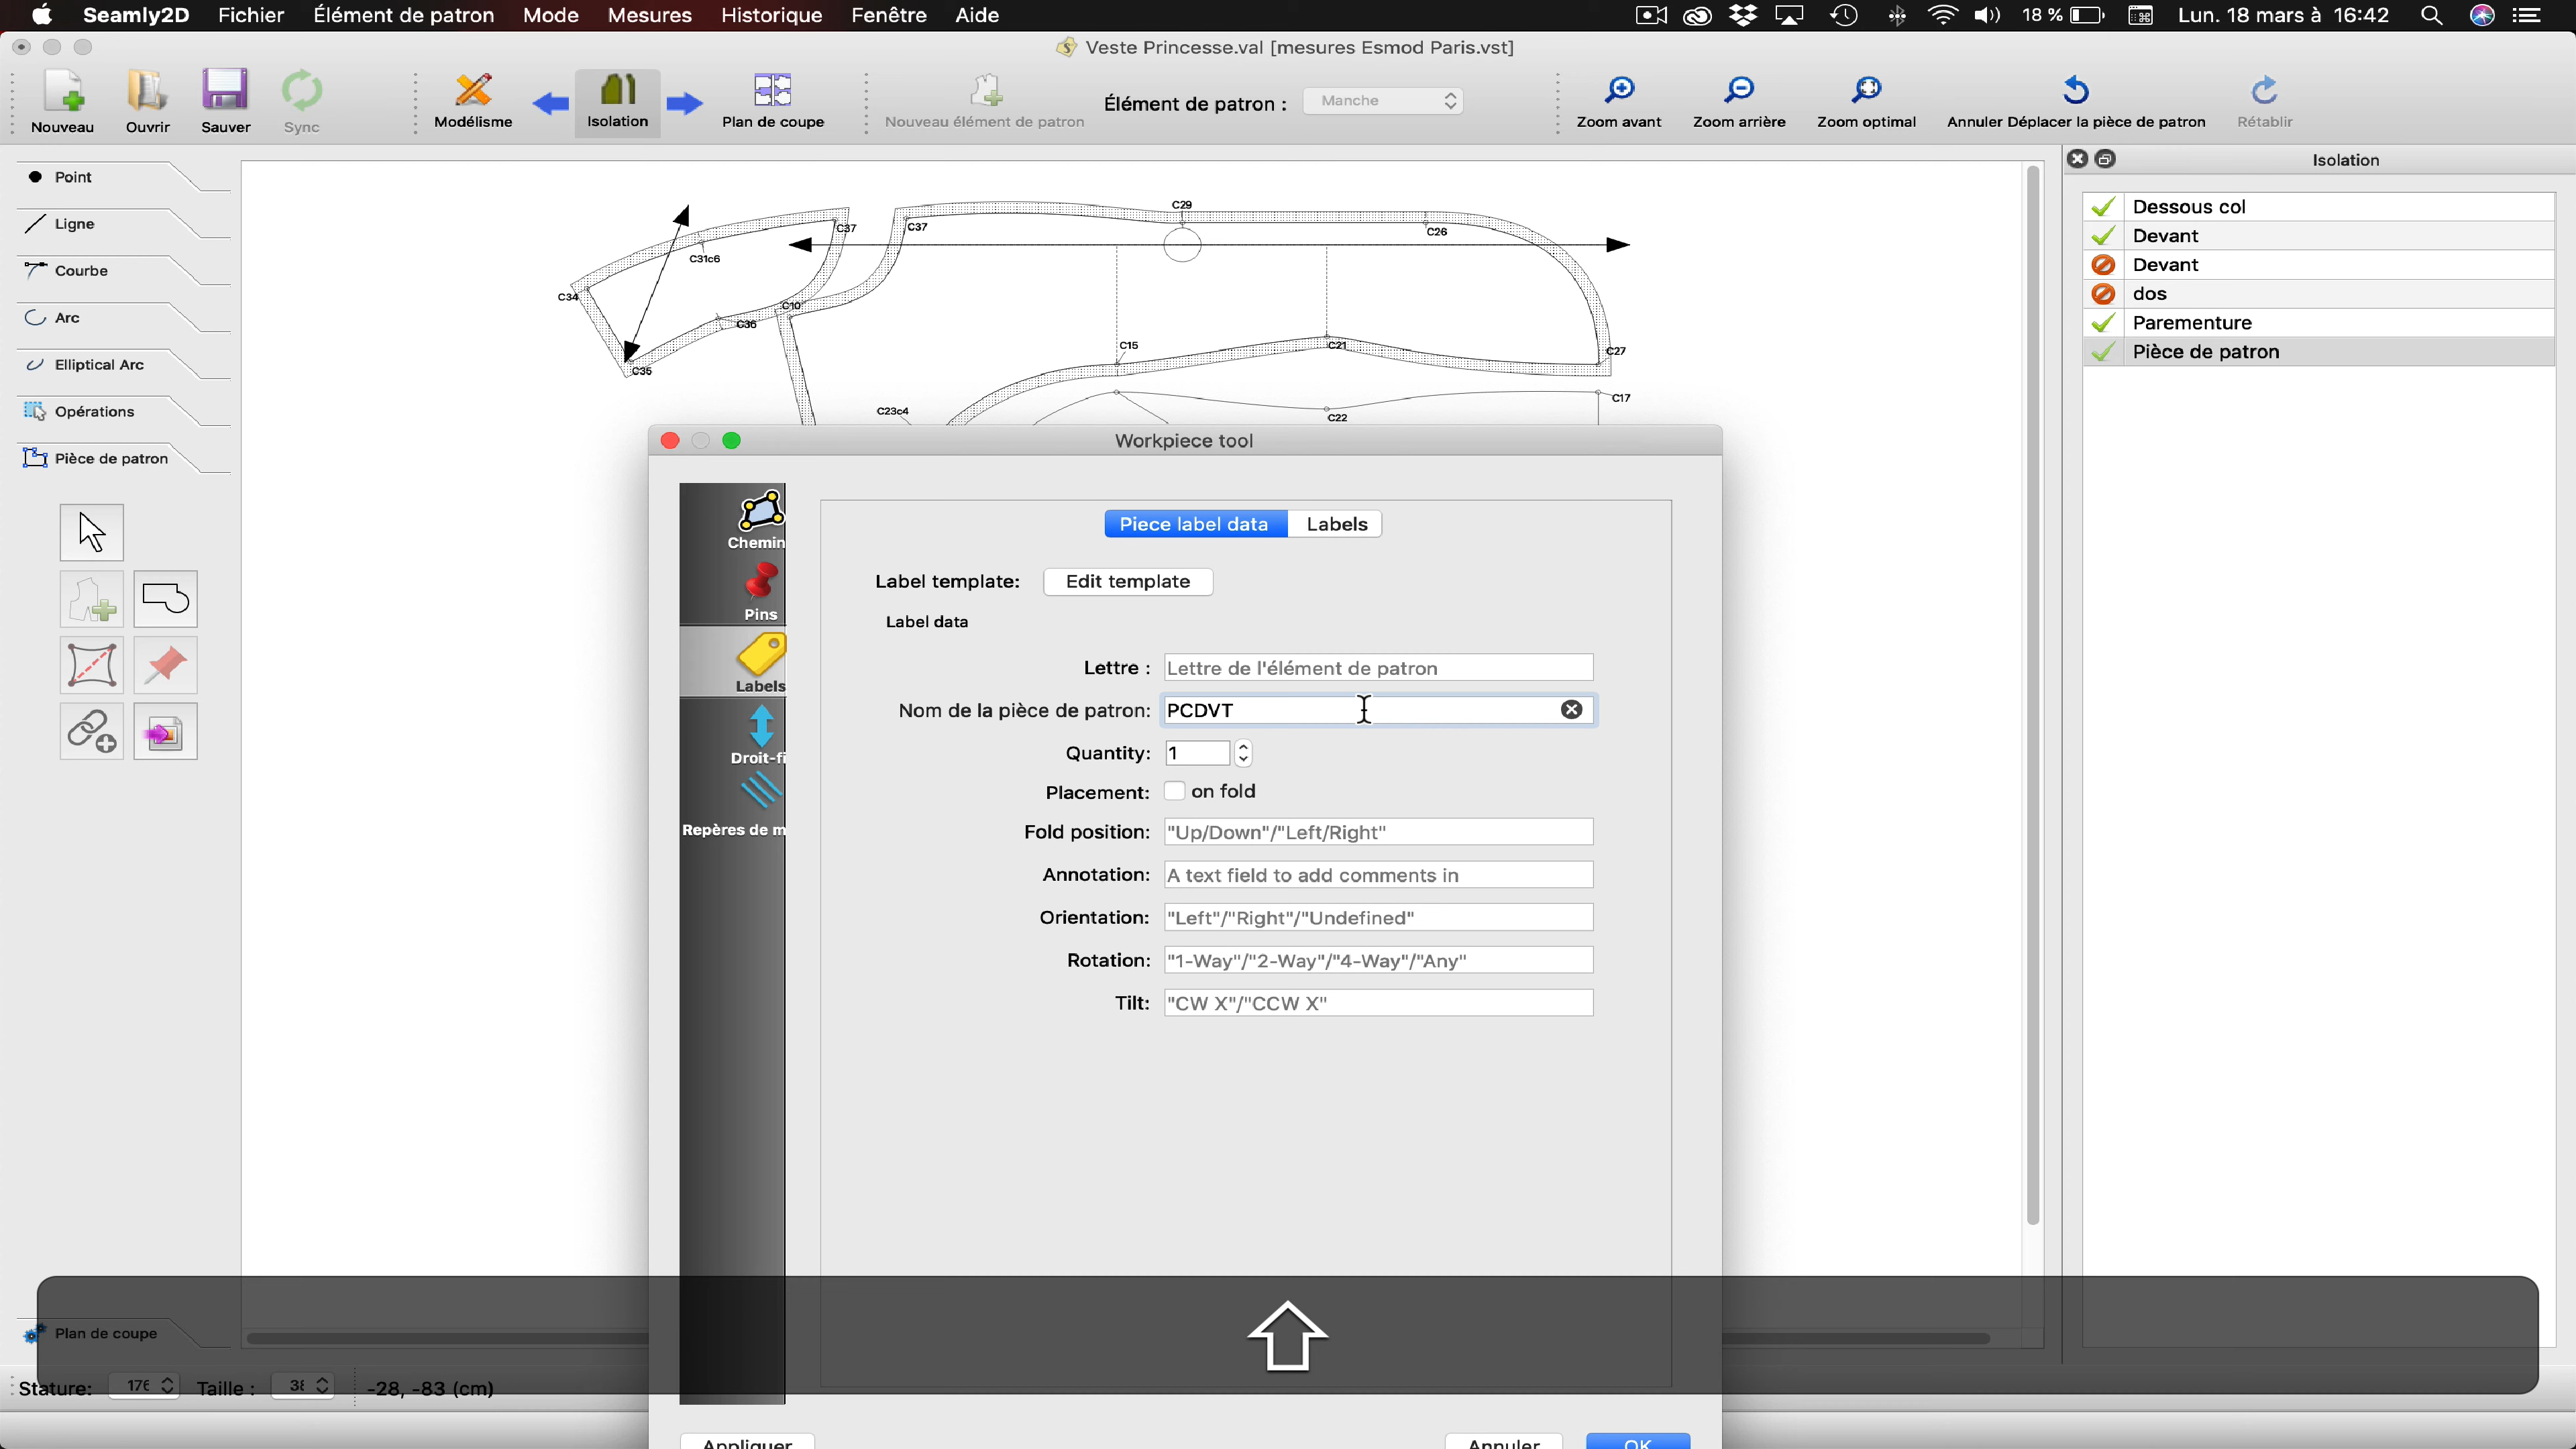 Seamly2D Fichier Élément de patron Mode Mesures Historique Fenêtre Aide 18 % Lun. 18 mars à 16:42
Veste Princesse.val [mesures Esmod Paris.vst]
Nouveau Ouvrir Sauver Sync Modélisme Isolation Plan de coupe Nouveau élément de patron Élément de patron : Manche Zoom avant Zoom arrière Zoom optimal Annuler Déplacer la pièce de patron Rétablir
Point
Ligne
Courbe
Arc
Elliptical Arc
Opérations
Pièce de patron
Isolation
Dessous col
Devant
Devant
dos
Parementure
Pièce de patron
C29
C37 C37 C26
C31c6
C34
C10
C36
C15 C21 C27
C35
C17
C23c4 C22
Workpiece tool
Chemin
Pins
Labels
Droit-fi
Repères de m
Piece label data Labels
Label template: Edit template
Label data
Lettre : Lettre de l'élément de patron
Nom de la pièce de patron: PCDVT
Quantity: 1
Placement: on fold
Fold position: "Up/Down"/"Left/Right"
Annotation: A text field to add comments in
Orientation: "Left"/"Right"/"Undefined"
Rotation: "1-Way"/"2-Way"/"4-Way"/"Any"
Tilt: "CW X"/"CCW X"
Plan de coupe
Stature: 176 Taille : 38 -28, -83 (cm)
Appliquer Annuler OK